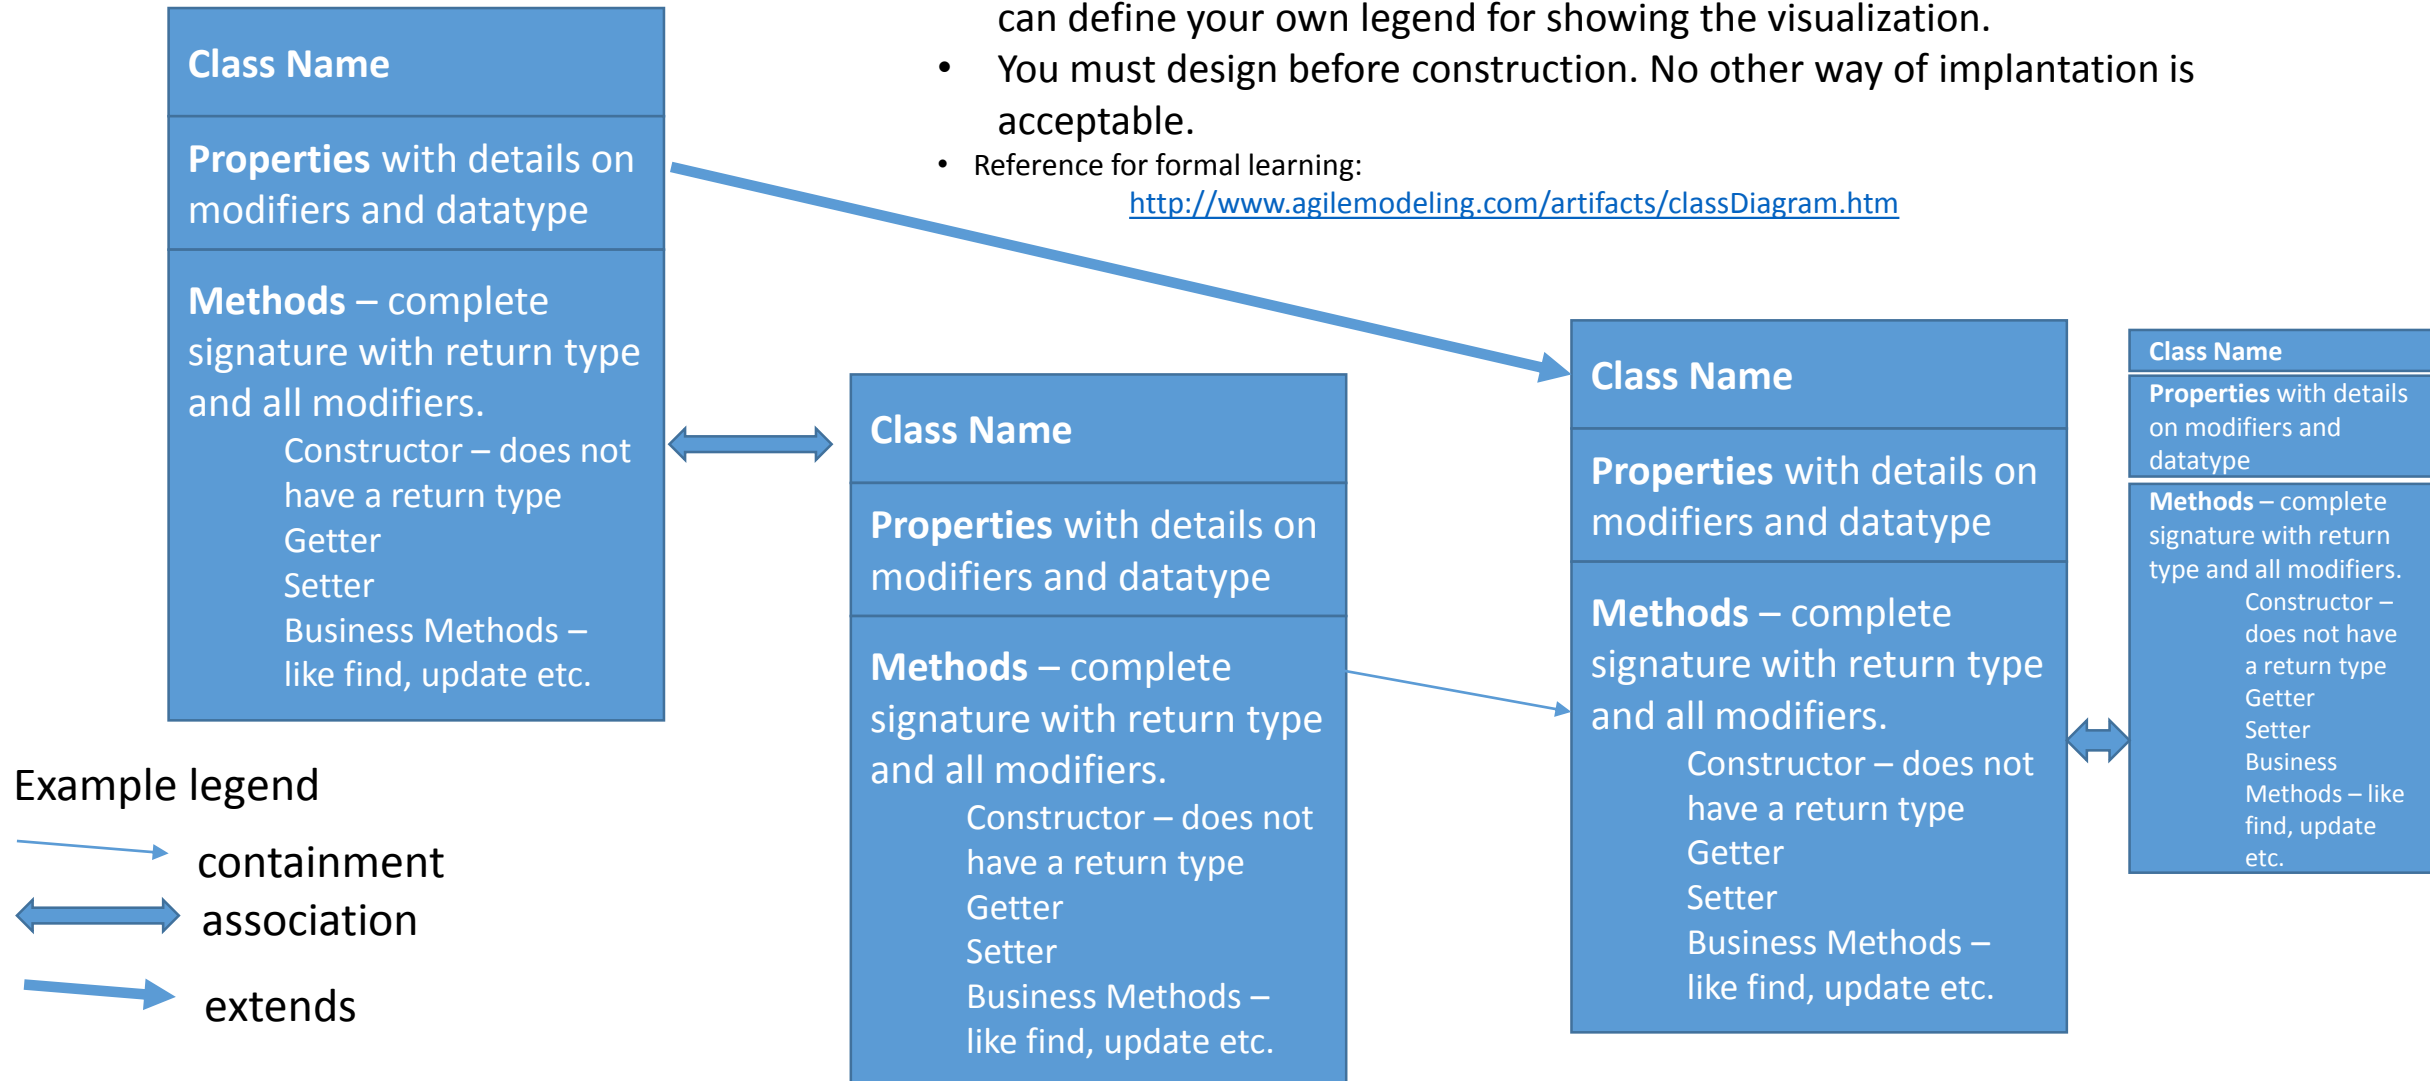 can define your own legend for showing the visualization.
• You must design before construction. No other way of implantation is
acceptable.
• Reference for formal learning:
http://www.agilemodeling.com/artifacts/classDiagram.htm
Class Name
Properties with details on
modifiers and datatype
Methods – complete
signature with return type
and all modifiers.
Constructor – does not
have a return type
Getter
Setter
Business Methods –
like find, update etc.
Class Name
Properties with details on
modifiers and datatype
Methods – complete
signature with return type
and all modifiers.
Constructor – does not
have a return type
Getter
Setter
Business Methods –
like find, update etc.
Class Name
Properties with details on
modifiers and datatype
Methods – complete
signature with return type
and all modifiers.
Constructor – does not
have a return type
Getter
Setter
Business Methods –
like find, update etc.
Class Name
Properties with details
on modifiers and
datatype
Methods – complete
signature with return
type and all modifiers.
Constructor –
does not have
a return type
Getter
Setter
Business
Methods – like
find, update
etc.
Example legend
containment
association
extends